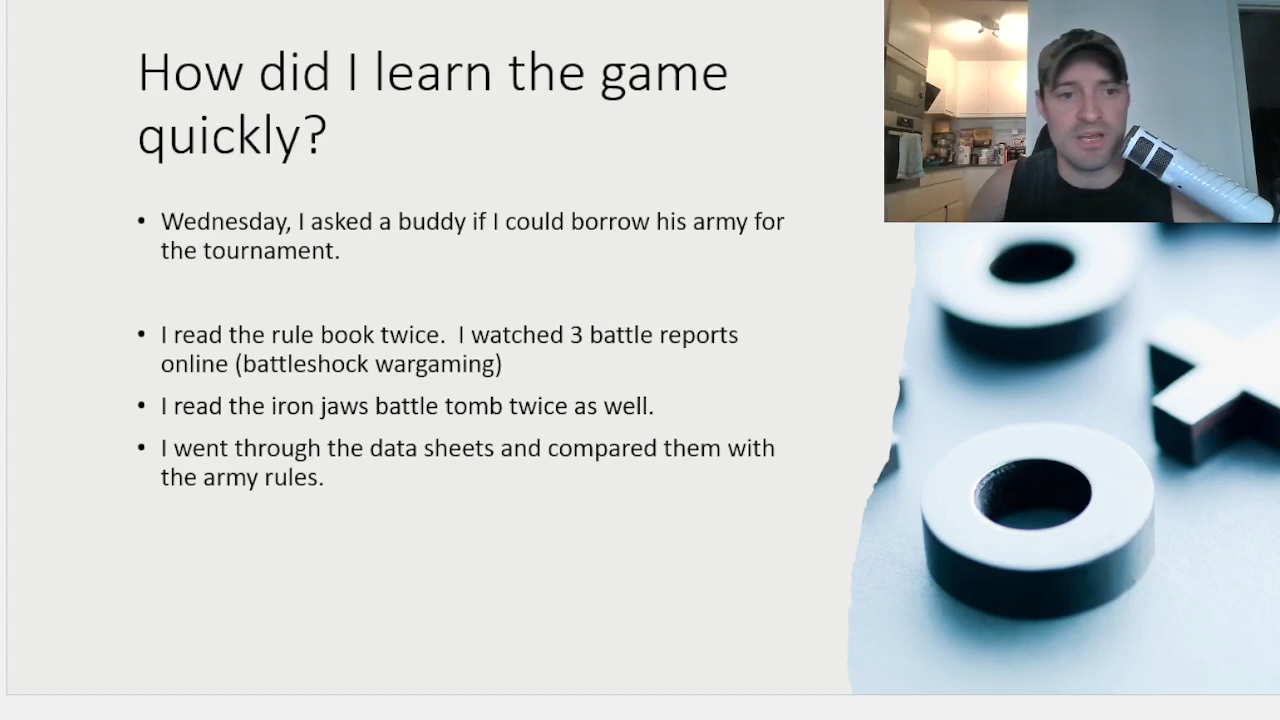 How did I learn the game
quickly?
• Wednesday, I asked a buddy if I could borrow his army for
the tournament.
• I read the rule book twice.  I watched 3 battle reports
online (battleshock wargaming)
• I read the iron jaws battle tomb twice as well.
• I went through the data sheets and compared them with
the army rules.